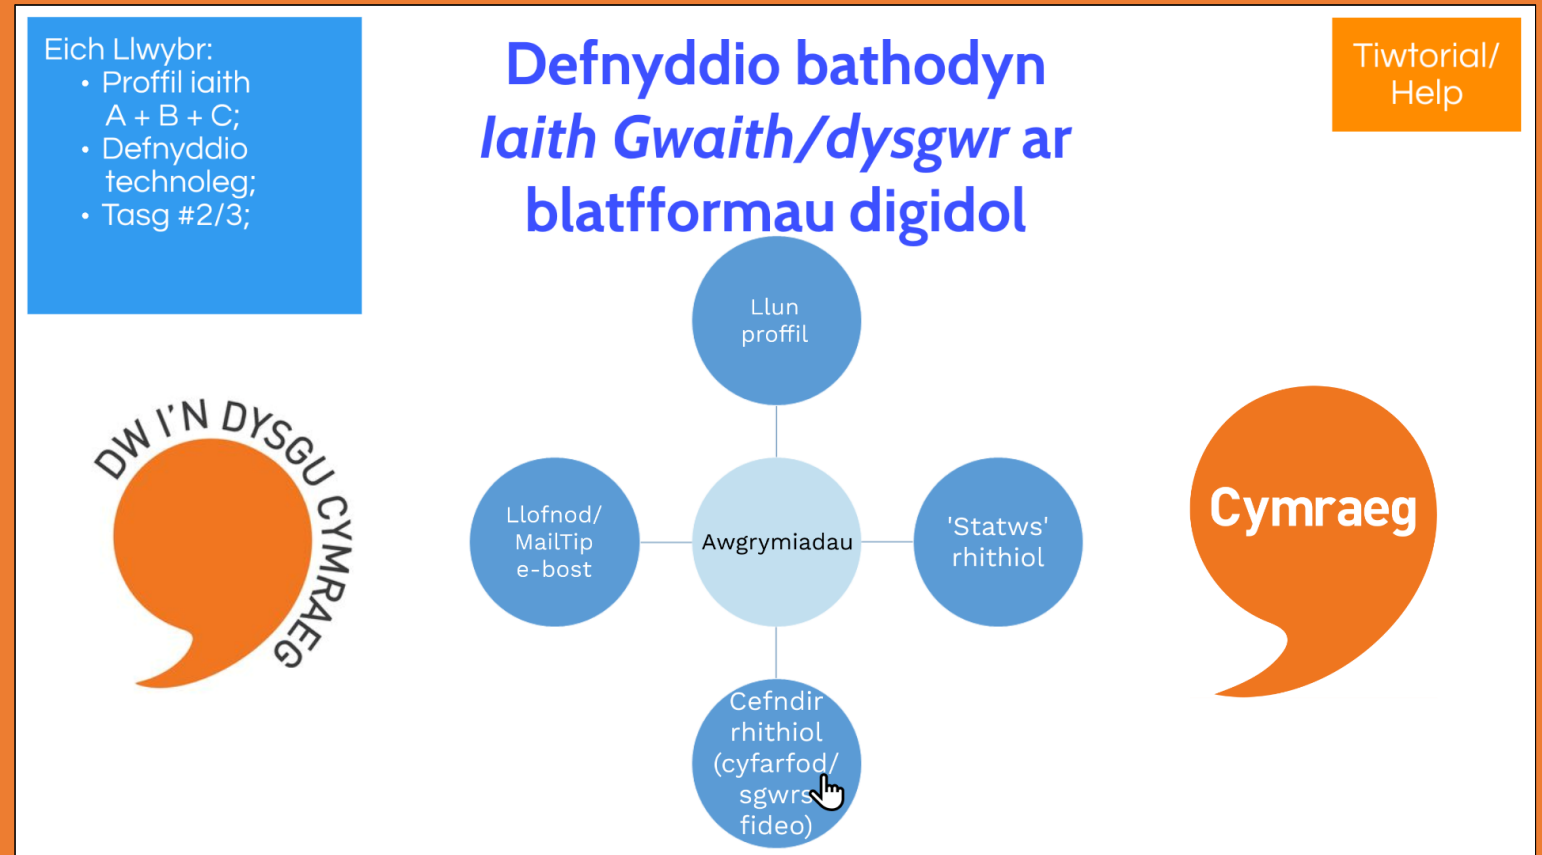 Eich Llwybr:
• Proffil iaith
A + B + C;
• Defnyddio
technoleg;
• Tasg #2/3;
Defnyddio bathodyn
Iaith Gwaith/dysgwr ar
blatfformau digidol
Tiwtorial/
Help
Llun
proffil
DW I'N DYSGU CYMRAEG
Llofnod/
MailTip
e-bost
Awgrymiadau
'Statws'
rhithiol
Cymraeg
Cefndir
rhithiol
(cyfarfod/
sgwrs
fideo)